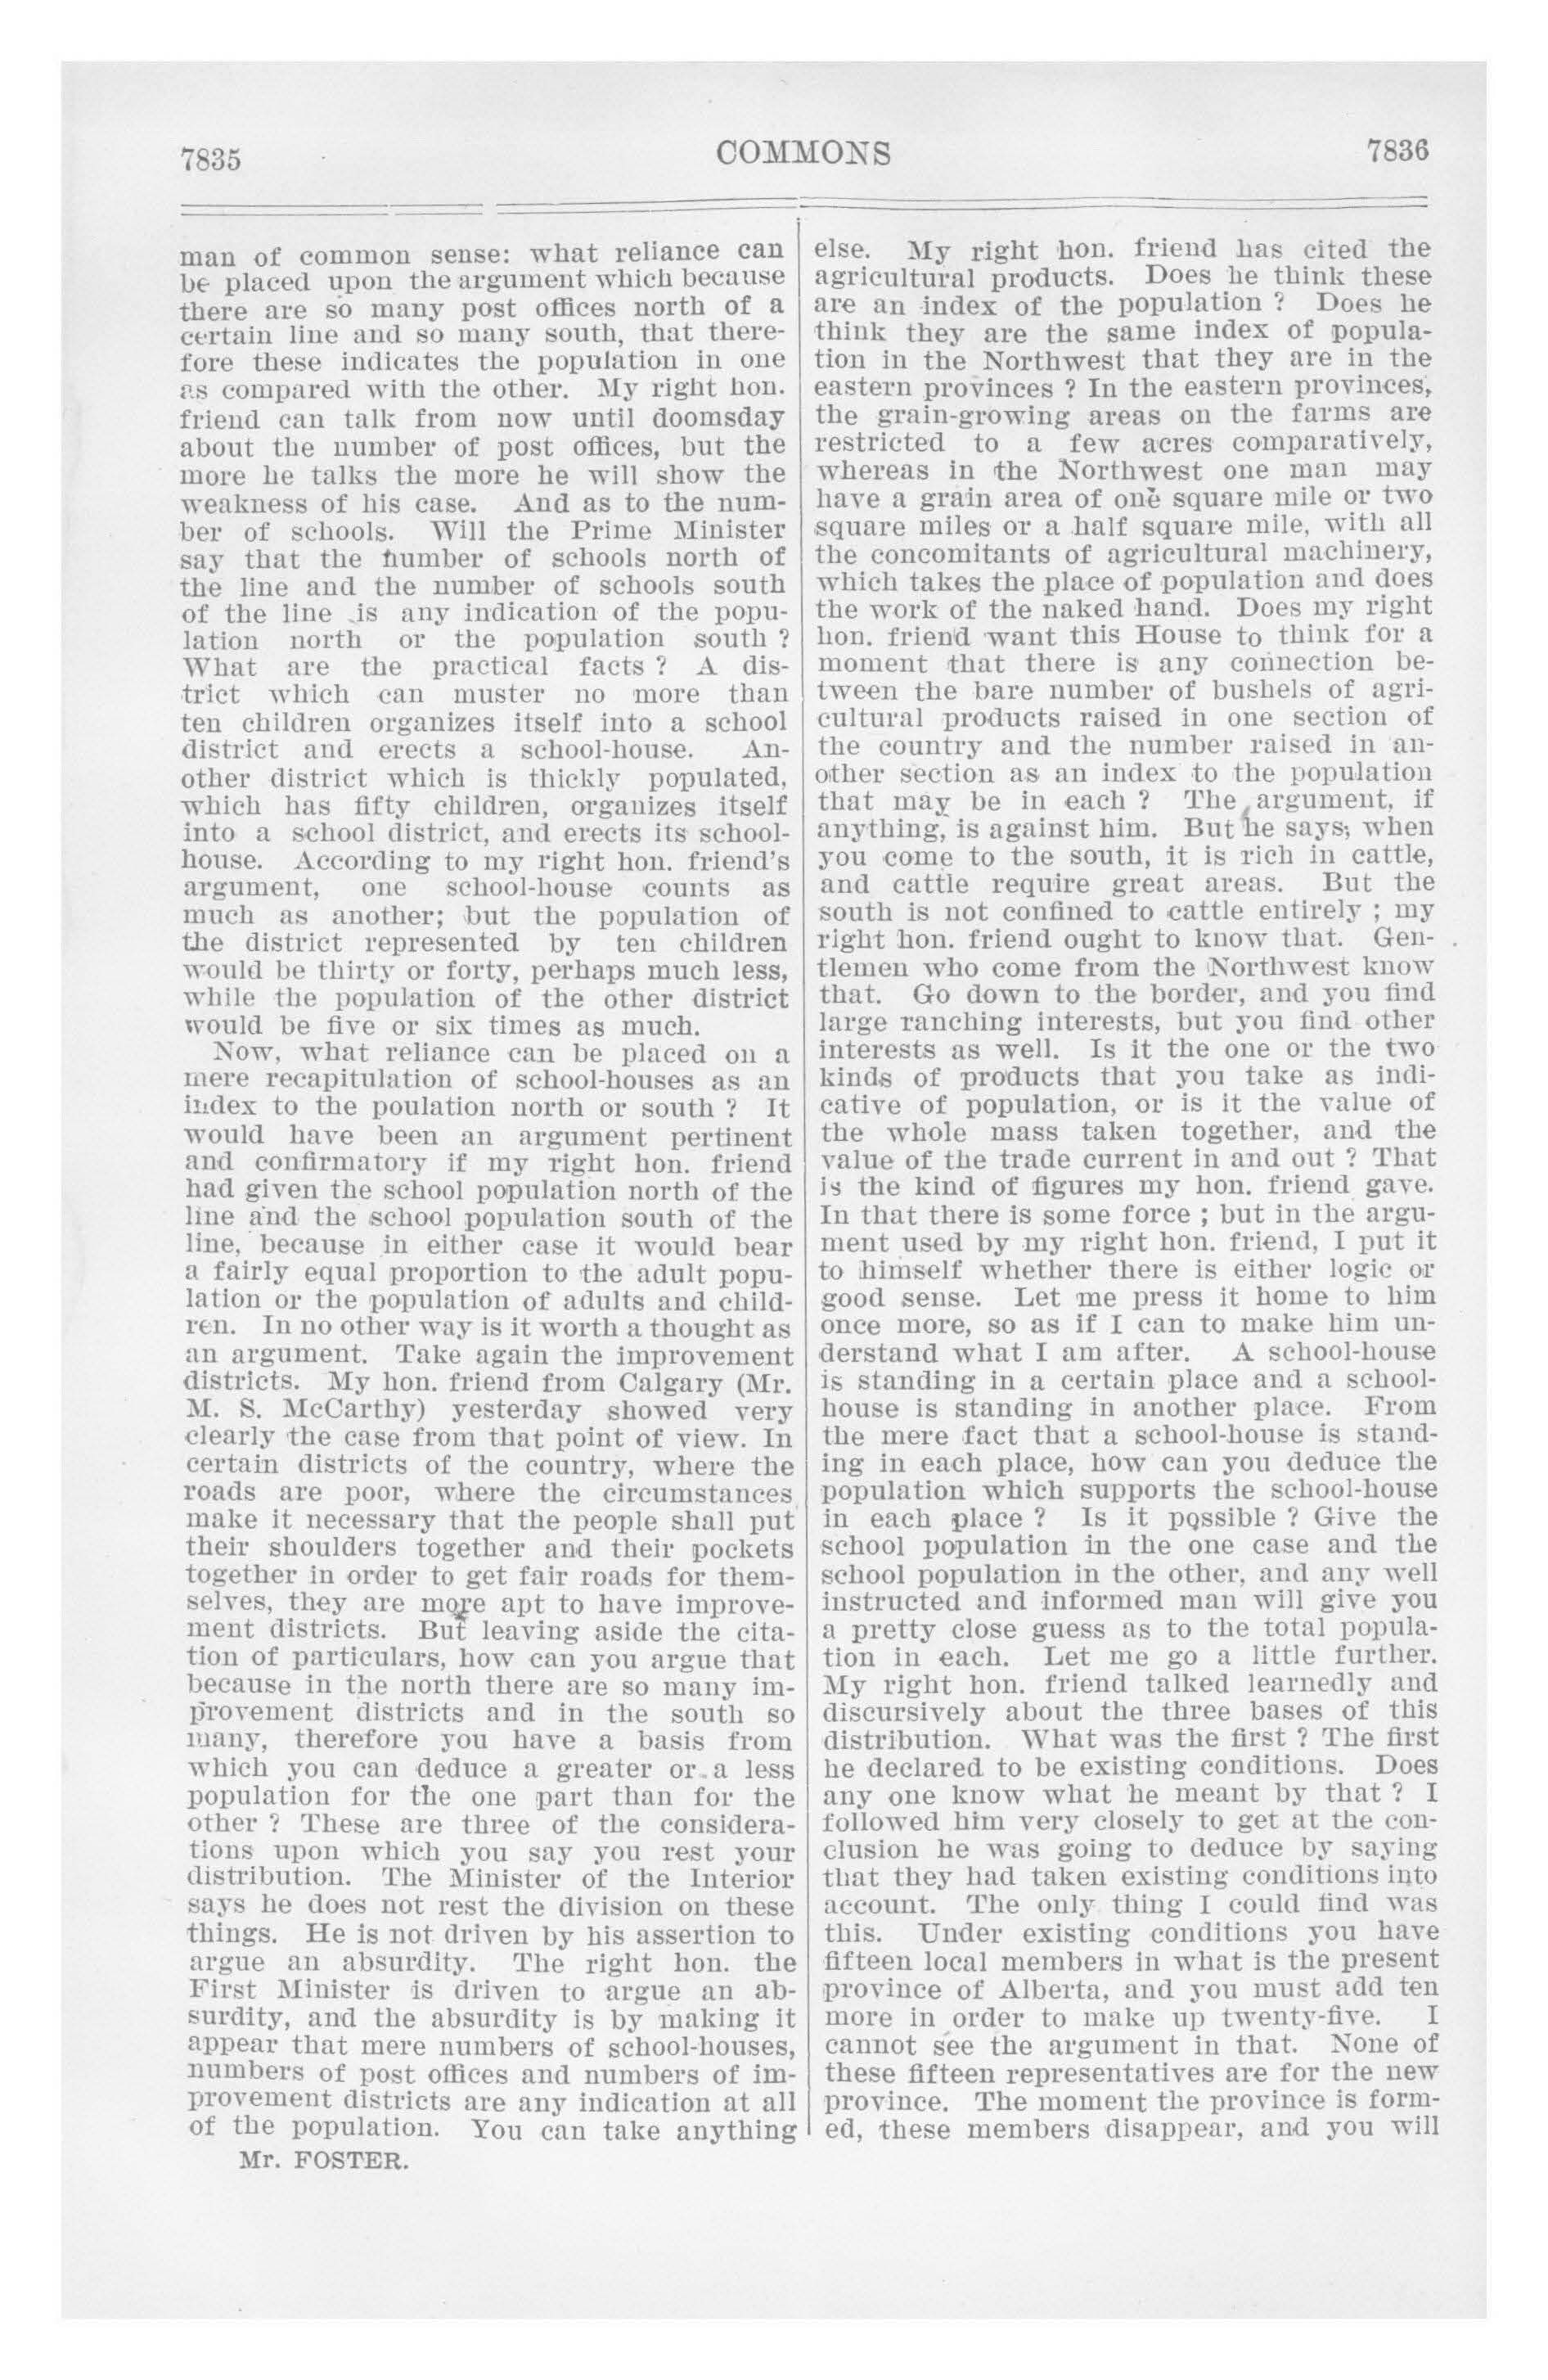 7835
COMMONS
7836
man of common sense: what reliance can
be placed upon the argument which because
there are so many post offices north of a
certain line and so many south, that there-
fore these indicates the population in one
as compared with the other. My right hon.
friend can talk from now until doomsday
about the number of post offices, but the
more he talks the more he will show the
weakness of his case. And as to the num-
ber of schools. Will the Prime Minister
say that the number of schools north of
the line and the number of schools south
of the line is any indication of the popu-
lation north or the population south ?
What are the practical facts ? A dis-
trict which can muster no more than
ten children organizes itself into a school
district and erects a school-house. An-
other district which is thickly populated,
which has fifty children, organizes itself
into a school district, and erects its school-
house. According to my right hon. friend's
argument, one school-house counts as
much as another; but the population of
the district represented by ten children
would be thirty or forty, perhaps much less,
while the population of the other district
would be five or six times as much.
Now, what reliance can be placed on a
mere recapitulation of school-houses as an
index to the poulation north or south ? It
would have been an argument pertinent
and confirmatory if my right hon. friend
had given the school population north of the
line and the school population south of the
line, because in either case it would bear
a fairly equal proportion to the adult popu-
lation or the population of adults and child-
ren. In no other way is it worth a thought as
an argument. Take again the improvement
districts. My hon. friend from Calgary (Mr.
M. S. McCarthy) yesterday showed very
clearly the case from that point of view. In
certain districts of the country, where the
roads are poor, where the circumstances
make it necessary that the people shall put
their shoulders together and their pockets
together in order to get fair roads for them-
selves, they are more apt to have improve-
ment districts. But leaving aside the cita-
tion of particulars, how can you argue that
because in the north there are so many im-
provement districts and in the south so
many, therefore you have a basis from
which you can deduce a greater or a less
population for the one part than for the
other ? These are three of the considera-
tions upon which you say you rest your
distribution. The Minister of the Interior
says he does not rest the division on these
things. He is not driven by his assertion to
argue an absurdity. The right hon. the
First Minister is driven to argue an ab-
surdity, and the absurdity is by making it
appear that mere numbers of school-houses,
numbers of post offices and numbers of im-
provement districts are any indication at all
of the population. You can take anything
Mr. FOSTER.
else. My right hon. friend has cited the
agricultural products. Does he think these
are an index of the population ? Does he
think they are the same index of popula-
tion in the Northwest that they are in the
eastern provinces ? In the eastern provinces,
the grain-growing areas on the farms are
restricted to a few acres comparatively,
whereas in the Northwest one man may
have a grain area of one square mile or two
square miles or a half square mile, with all
the concomitants of agricultural machinery,
which takes the place of population and does
the work of the naked hand. Does my right
hon. friend want this House to think for a
moment that there is any connection be-
tween the bare number of bushels of agri-
cultural products raised in one section of
the country and the number raised in an-
other section as an index to the population
that may be in each ? The argument, if
anything, is against him. But he says, when
you come to the south, it is rich in cattle,
and cattle require great areas. But the
south is not confined to cattle entirely ; my
right hon. friend ought to know that. Gen-
tlemen who come from the Northwest know
that. Go down to the border, and you find
large ranching interests, but you find other
interests as well. Is it the one or the two
kinds of products that you take as indi-
cative of population, or is it the value of
the whole mass taken together, and the
value of the trade current in and out ? That
is the kind of figures my hon. friend gave.
In that there is some force ; but in the argu-
ment used by my right hon. friend, I put it
to himself whether there is either logic or
good sense. Let me press it home to him
once more, so as if I can to make him un-
derstand what I am after. A school-house
is standing in a certain place and a school-
house is standing in another place. From
the mere fact that a school-house is stand-
ing in each place, how can you deduce the
population which supports the school-house
in each place ? Is it possible ? Give the
school population in the one case and the
school population in the other, and any well
instructed and informed man will give you
a pretty close guess as to the total popula-
tion in each. Let me go a little further.
My right hon. friend talked learnedly and
discursively about the three bases of this
distribution. What was the first ? The first
he declared to be existing conditions. Does
any one know what he meant by that ? I
followed him very closely to get at the con-
clusion he was going to deduce by saying
that they had taken existing conditions into
account. The only thing I could find was
this. Under existing conditions you have
fifteen local members in what is the present
province of Alberta, and you must add ten
more in order to make up twenty-five. I
cannot see the argument in that. None of
these fifteen representatives are for the new
province. The moment the province is form-
ed, these members disappear, and you will